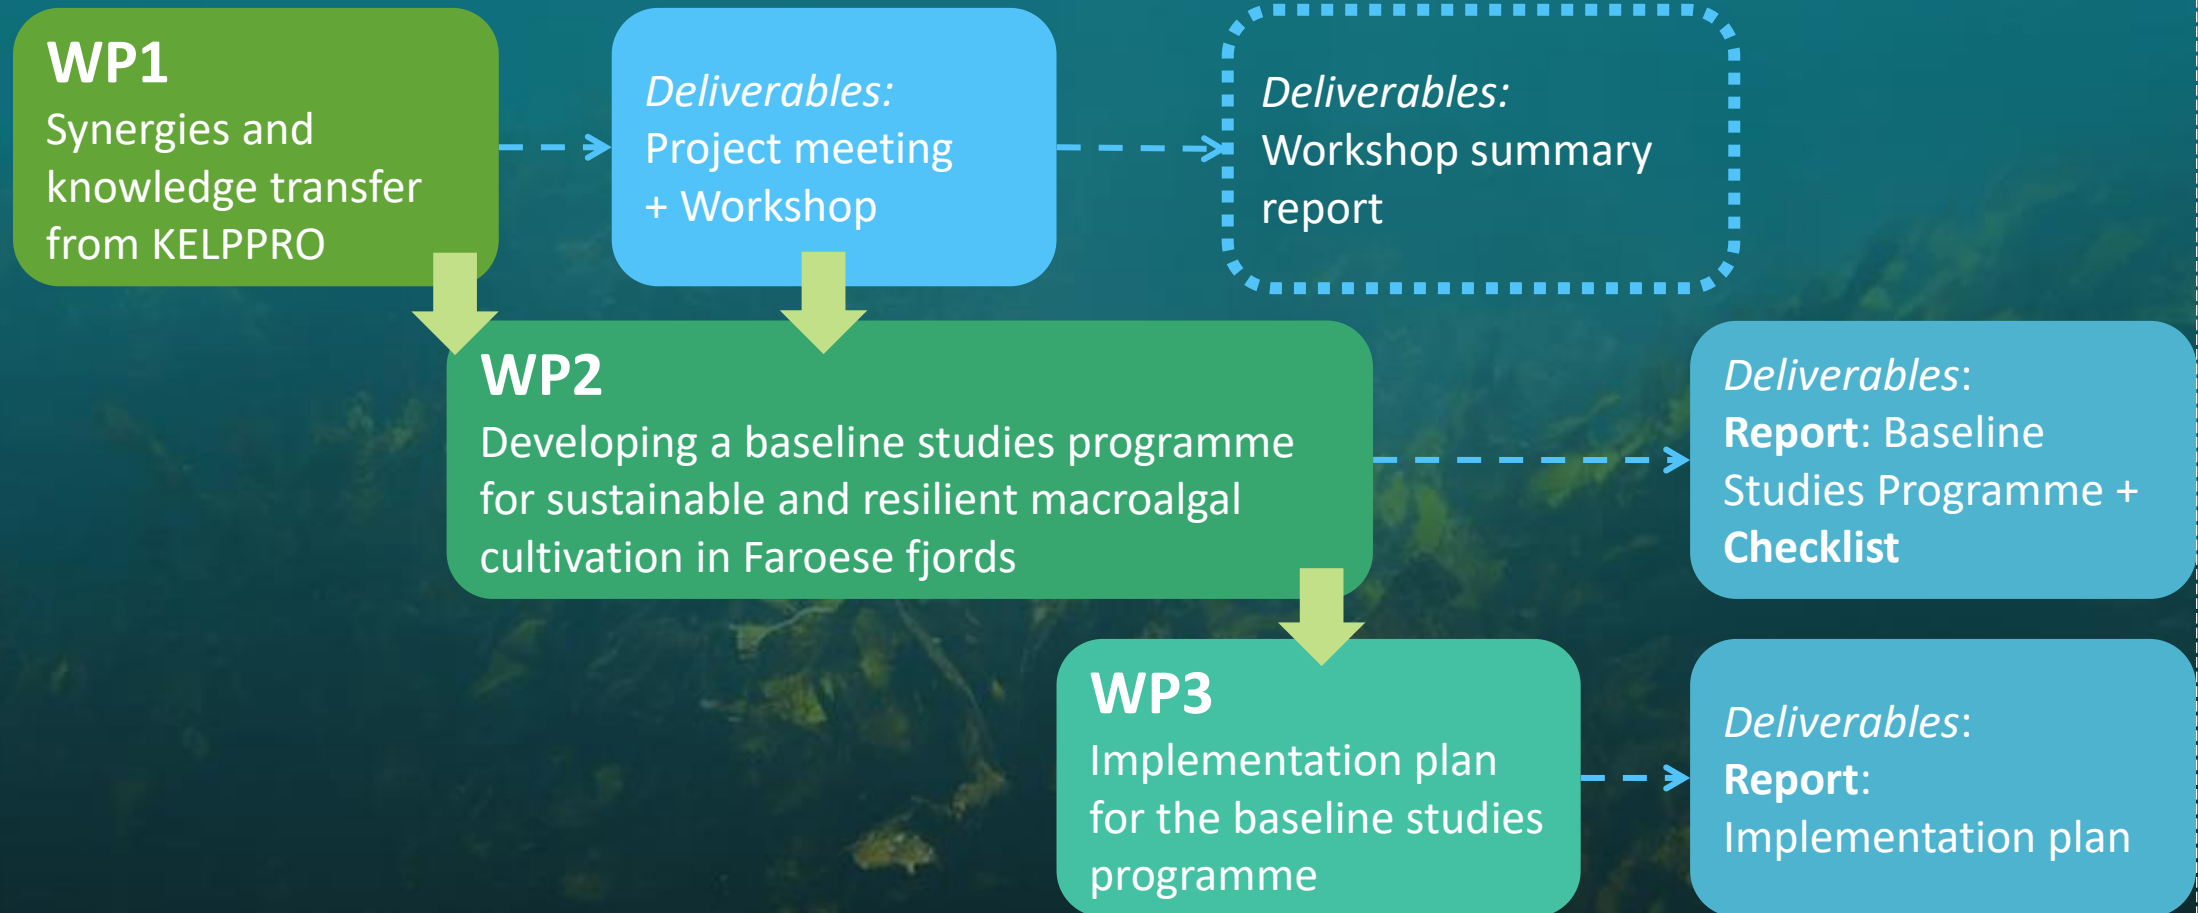 WP1
Synergies and
knowledge transfer
from KELPPRO
Deliverables:
Project meeting
+ Workshop
Deliverables:
Workshop summary
report
WP2
Developing a baseline studies programme
for sustainable and resilient macroalgal
cultivation in Faroese fjords
Deliverables:
Report: Baseline
Studies Programme +
Checklist
WP3
Implementation plan
for the baseline studies
programme
Deliverables:
Report:
Implementation plan